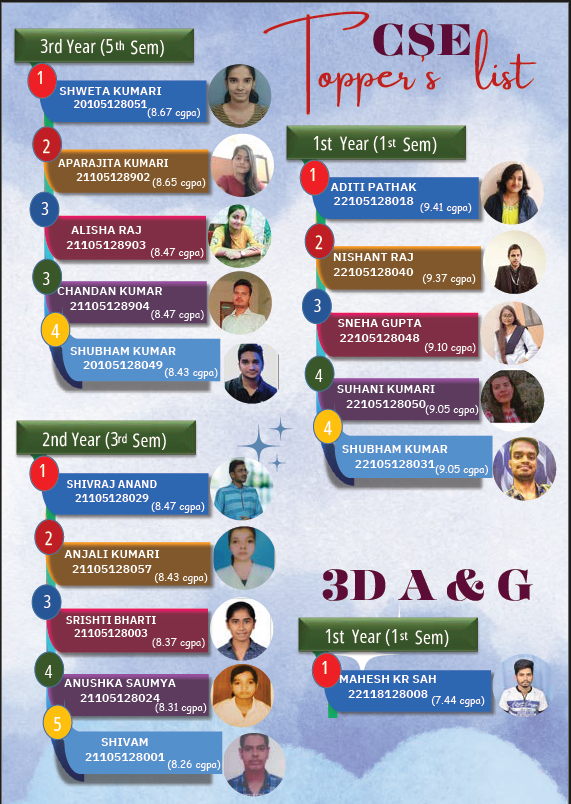 CSE
Topper's list
3rd Year (5th Sem)
1
SHWETA KUMARI
20105128051
(8.67 cgpa)
2
APARAJITA KUMARI
21105128902 (8.65 cgpa)
3
ALISHA RAJ
21105128903 (8.47 cgpa)
3
CHANDAN KUMAR
21105128904 (8.47 cgpa)
4
SHUBHAM KUMAR
20105128049 (8.43 cgpa)
2nd Year (3rd Sem)
1
SHIVRAJ ANAND
21105128029 (8.47 cgpa)
2
ANJALI KUMARI
21105128057 (8.43 cgpa)
3
SRISHTI BHARTI
21105128003 (8.37 cgpa)
4
ANUSHKA SAUMYA
21105128024 (8.31 cgpa)
5
SHIVAM
21105128001 (8.26 cgpa)
1st Year (1st Sem)
1
ADITI PATHAK
22105128018 (9.41 cgpa)
2
NISHANT RAJ
22105128040 (9.37 cgpa)
3
SNEHA GUPTA
22105128048 (9.10 cgpa)
4
SUHANI KUMARI
22105128050 (9.05 cgpa)
4
SHUBHAM KUMAR
22105128031 (9.05 cgpa)
3D A & G
1st Year (1st Sem)
1
MAHESH KR SAH
22118128008 (7.44 cgpa)